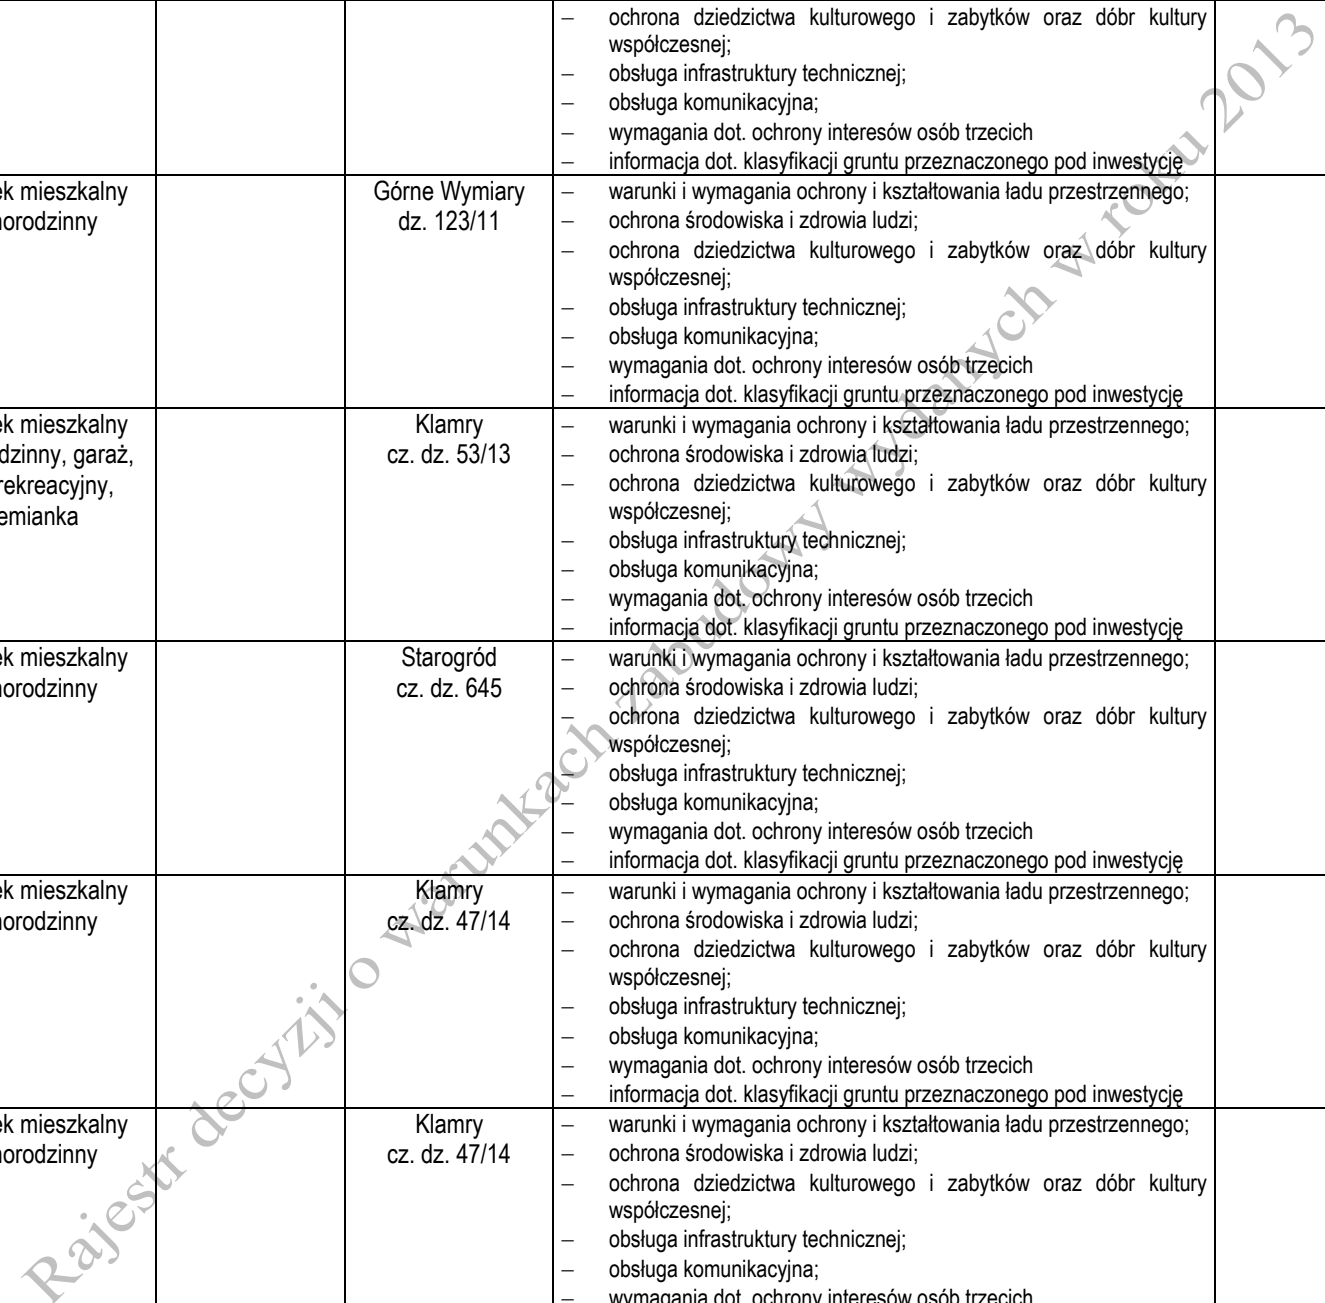 – ochrona dziedzictwa kulturowego i zabytków oraz dóbr kultury
współczesnej;
– obsługa infrastruktury technicznej;
– obsługa komunikacyjna;
– wymagania dot. ochrony interesów osób trzecich
– informacja dot. klasyfikacji gruntu przeznaczonego pod inwestycję
ek mieszkalny
norodzinny
Górne Wymiary
dz. 123/11
– warunki i wymagania ochrony i kształtowania ładu przestrzennego;
– ochrona środowiska i zdrowia ludzi;
– ochrona dziedzictwa kulturowego i zabytków oraz dóbr kultury
współczesnej;
– obsługa infrastruktury technicznej;
– obsługa komunikacyjna;
– wymagania dot. ochrony interesów osób trzecich
– informacja dot. klasyfikacji gruntu przeznaczonego pod inwestycję
ek mieszkalny
dzinny, garaż,
rekreacyjny,
emianka
Klamry
cz. dz. 53/13
– warunki i wymagania ochrony i kształtowania ładu przestrzennego;
– ochrona środowiska i zdrowia ludzi;
– ochrona dziedzictwa kulturowego i zabytków oraz dóbr kultury
współczesnej;
– obsługa infrastruktury technicznej;
– obsługa komunikacyjna;
– wymagania dot. ochrony interesów osób trzecich
– informacja dot. klasyfikacji gruntu przeznaczonego pod inwestycję
ek mieszkalny
norodzinny
Starogród
cz. dz. 645
– warunki i wymagania ochrony i kształtowania ładu przestrzennego;
– ochrona środowiska i zdrowia ludzi;
– ochrona dziedzictwa kulturowego i zabytków oraz dóbr kultury
współczesnej;
– obsługa infrastruktury technicznej;
– obsługa komunikacyjna;
– wymagania dot. ochrony interesów osób trzecich
– informacja dot. klasyfikacji gruntu przeznaczonego pod inwestycję
ek mieszkalny
norodzinny
Klamry
cz. dz. 47/14
– warunki i wymagania ochrony i kształtowania ładu przestrzennego;
– ochrona środowiska i zdrowia ludzi;
– ochrona dziedzictwa kulturowego i zabytków oraz dóbr kultury
współczesnej;
– obsługa infrastruktury technicznej;
– obsługa komunikacyjna;
– wymagania dot. ochrony interesów osób trzecich
– informacja dot. klasyfikacji gruntu przeznaczonego pod inwestycję
ek mieszkalny
norodzinny
Klamry
cz. dz. 47/14
– warunki i wymagania ochrony i kształtowania ładu przestrzennego;
– ochrona środowiska i zdrowia ludzi;
– ochrona dziedzictwa kulturowego i zabytków oraz dóbr kultury
współczesnej;
– obsługa infrastruktury technicznej;
– obsługa komunikacyjna;
– wymagania dot. ochrony interesów osób trzecich
Rajestr decyzji o warunkach zabudowy wydanych w roku 2013